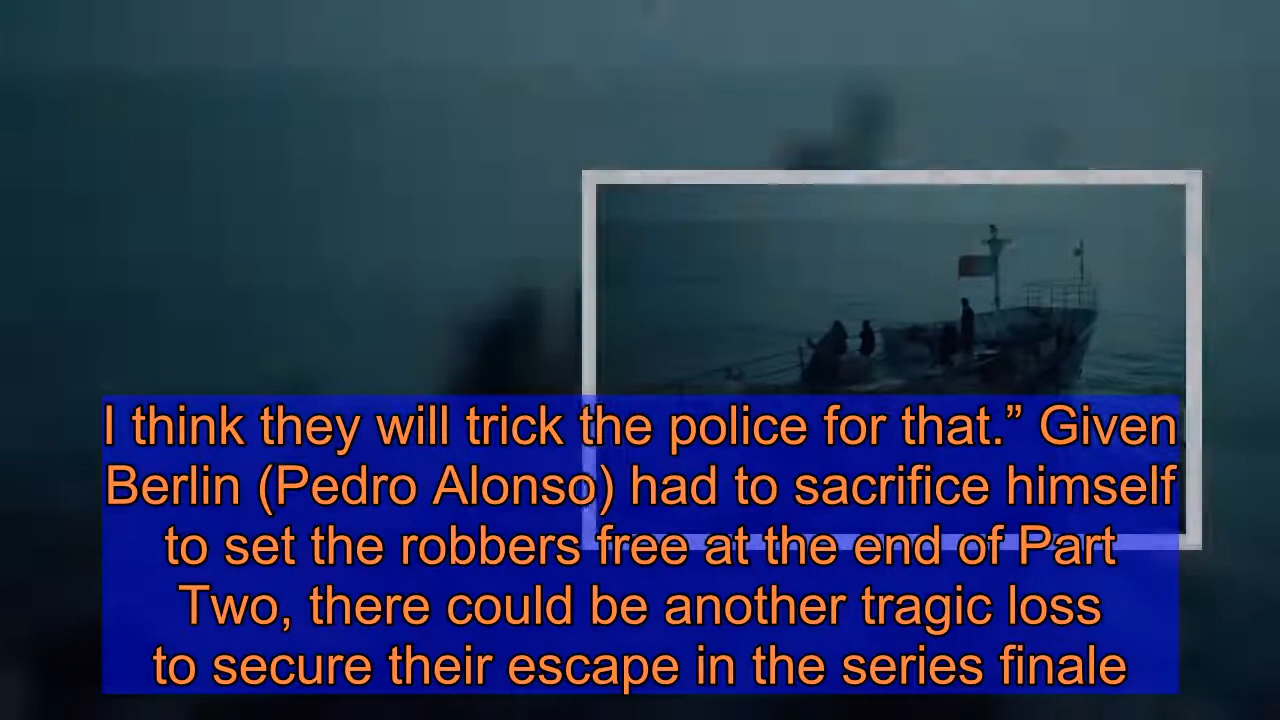 I think they will trick the police for that.” Given
Berlin (Pedro Alonso) had to sacrifice himself
to set the robbers free at the end of Part
Two, there could be another tragic loss
to secure their escape in the series finale